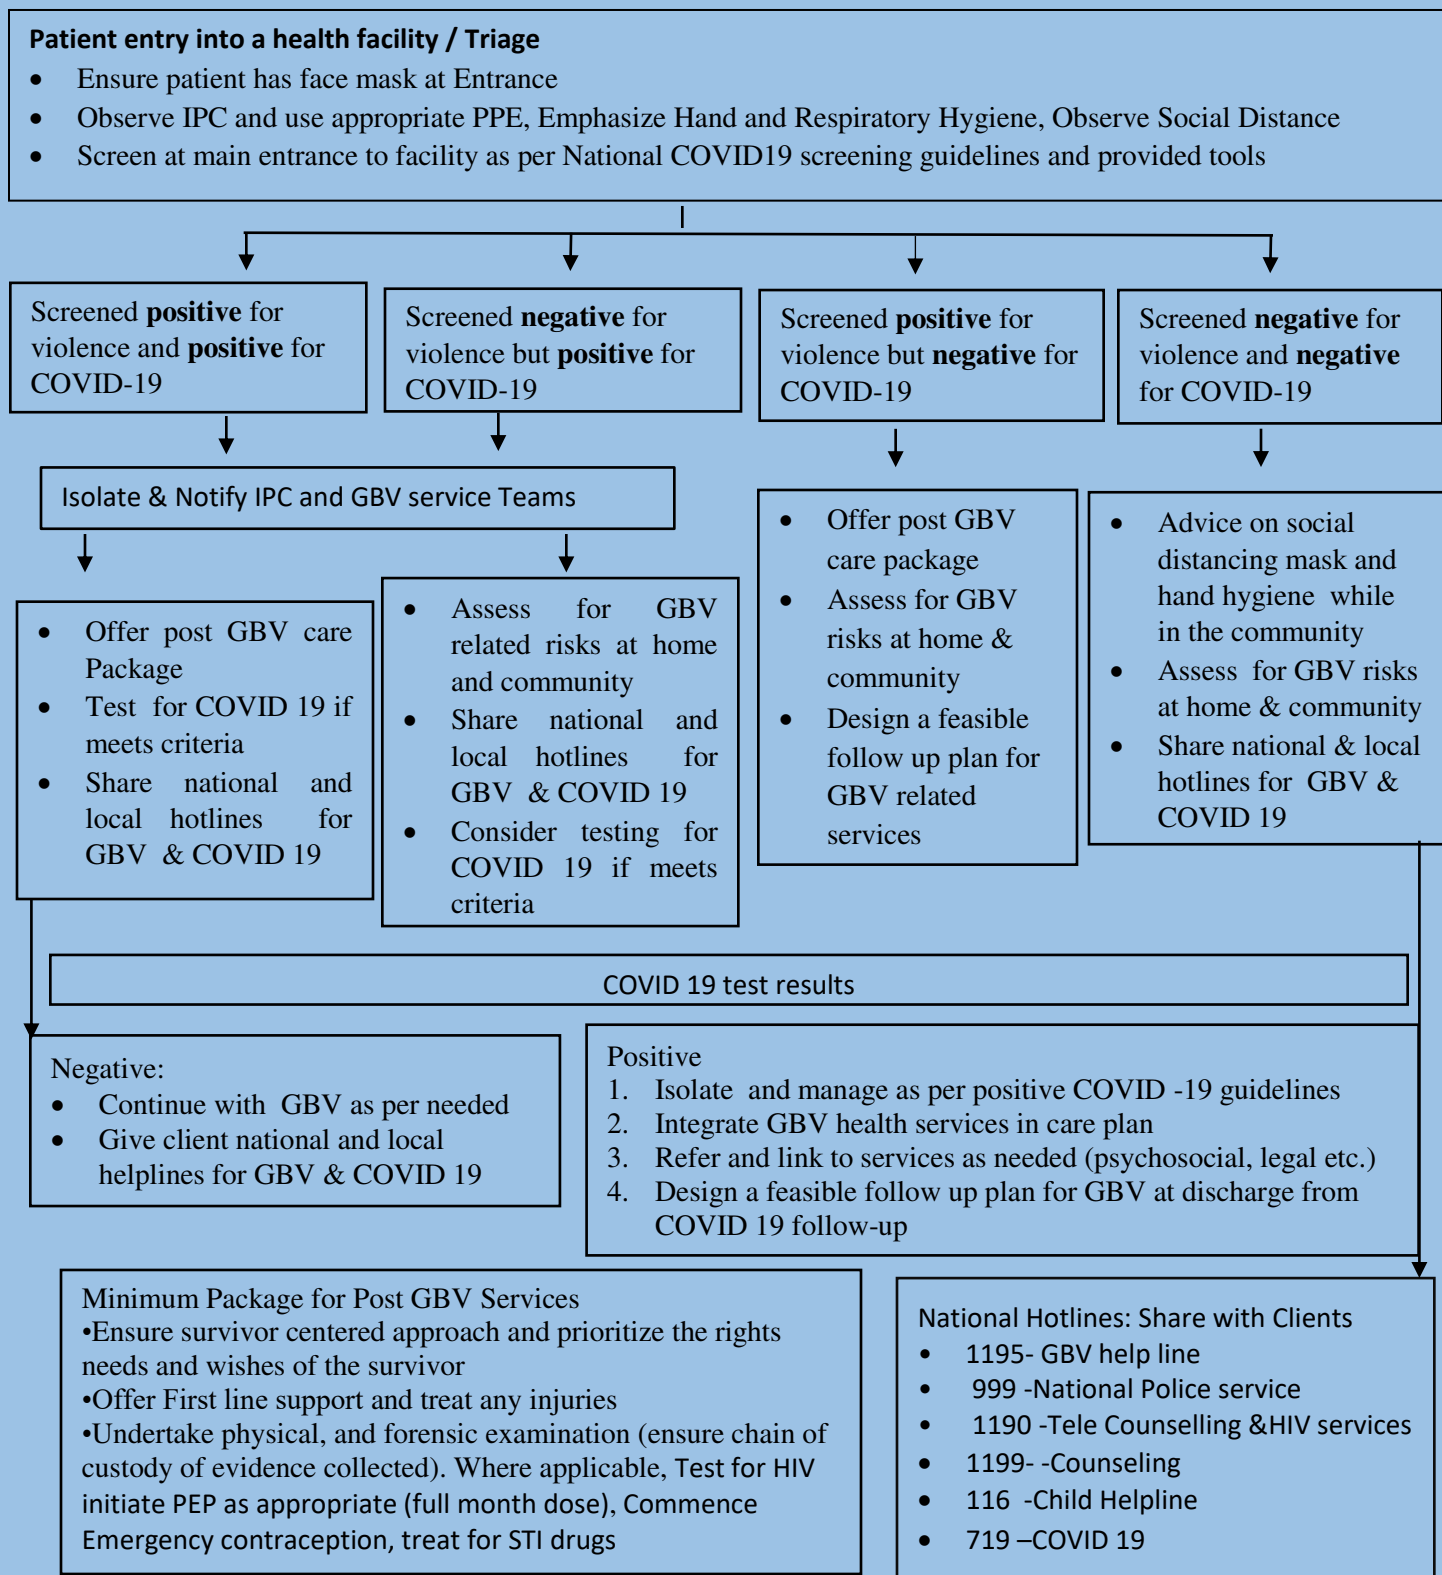 Patient entry into a health facility / Triage
• Ensure patient has face mask at Entrance
• Observe IPC and use appropriate PPE, Emphasize Hand and Respiratory Hygiene, Observe Social Distance
• Screen at main entrance to facility as per National COVID19 screening guidelines and provided tools
Screened positive for
violence and positive for
COVID-19
Screened negative for
violence but positive for
COVID-19
Screened positive for
violence but negative for
COVID-19
Screened negative for
violence and negative
for COVID-19
Isolate & Notify IPC and GBV service Teams
• Offer post GBV care
Package
• Test for COVID 19 if
meets criteria
• Share national and
local hotlines for
GBV & COVID 19
• Assess for GBV
related risks at home
and community
• Share national and
local hotlines for
GBV & COVID 19
• Consider testing for
COVID 19 if meets
criteria
• Offer post GBV
care package
• Assess for GBV
risks at home &
community
• Design a feasible
follow up plan for
GBV related
services
• Advice on social
distancing mask and
hand hygiene while
in the community
• Assess for GBV risks
at home & community
• Share national & local
hotlines for GBV &
COVID 19
COVID 19 test results
Negative:
• Continue with GBV as per needed
• Give client national and local
helplines for GBV & COVID 19
Positive
1. Isolate and manage as per positive COVID -19 guidelines
2. Integrate GBV health services in care plan
3. Refer and link to services as needed (psychosocial, legal etc.)
4. Design a feasible follow up plan for GBV at discharge from
COVID 19 follow-up
Minimum Package for Post GBV Services
•Ensure survivor centered approach and prioritize the rights
needs and wishes of the survivor
•Offer First line support and treat any injuries
•Undertake physical, and forensic examination (ensure chain of
custody of evidence collected). Where applicable, Test for HIV
initiate PEP as appropriate (full month dose), Commence
Emergency contraception, treat for STI drugs
National Hotlines: Share with Clients
• 1195- GBV help line
• 999 -National Police service
• 1190 -Tele Counselling &HIV services
• 1199- -Counseling
• 116 -Child Helpline
• 719 –COVID 19